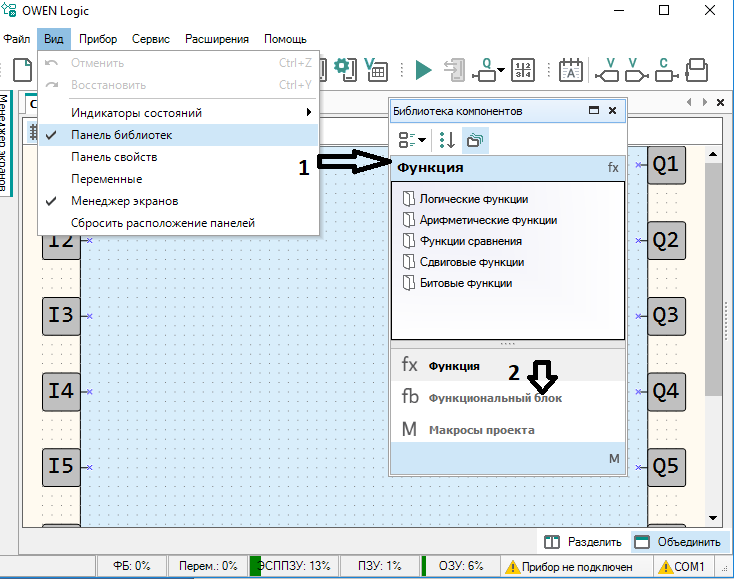 OWEN Logic
Файл Вид Прибор Сервис Расширения Помощь
Отменить Ctrl+Z
Восстановить Ctrl+Y
Индикаторы состояний
Панель библиотек
Панель свойств
Переменные
Менеджер экранов
Сбросить расположение панелей
Менеджер экранов
Q
V
V
C
A
Библиотека компонентов
1
Функция fx
Логические функции
Арифметические функции
Функции сравнения
Сдвиговые функции
Битовые функции
fx Функция
2
fb Функциональный блок
M Макросы проекта
M
I2
I3
I4
I5
Q1
Q2
Q3
Q4
Q5
Разделить Объединить
ФБ: 0% Перем.: 0% ЭСППЗУ: 13% ПЗУ: 1% ОЗУ: 6% Прибор не подключен COM1